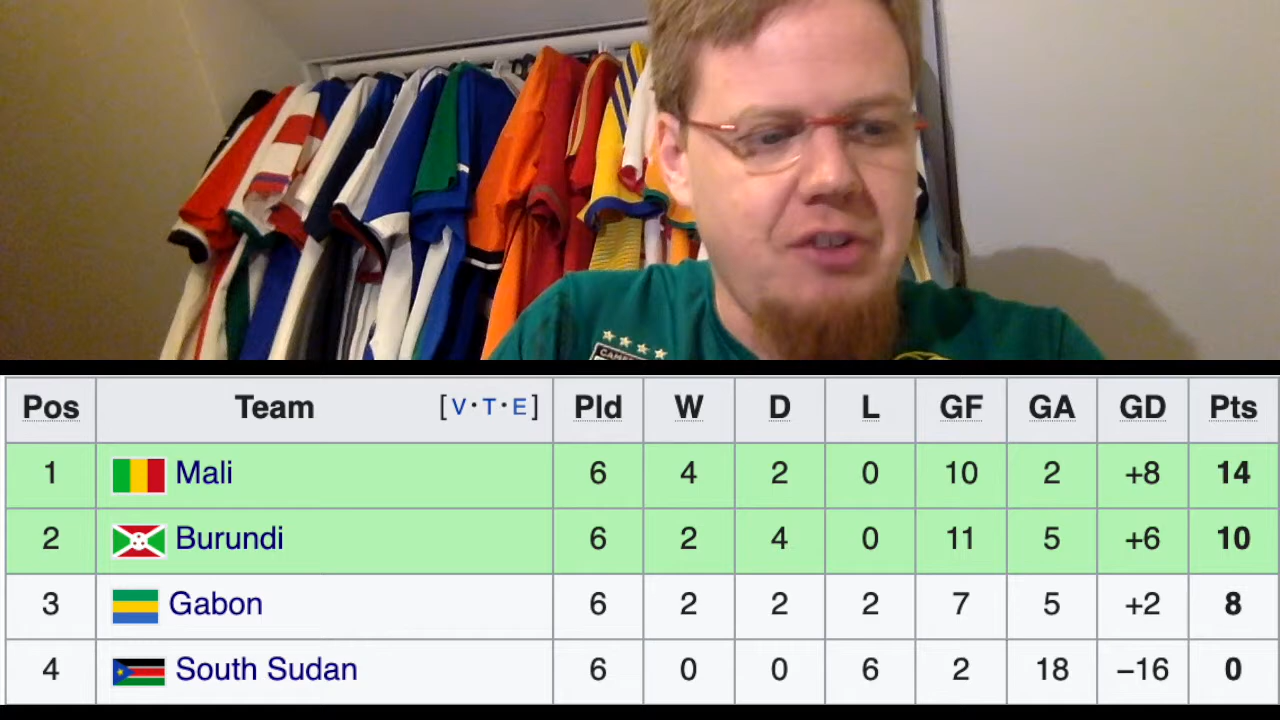 CAMP
Pos Team [V·T·E] Pld W D L GF GA GD Pts
1 Mali 6 4 2 0 10 2 +8 14
2 Burundi 6 2 4 0 11 5 +6 10
3 Gabon 6 2 2 2 7 5 +2 8
4 South Sudan 6 0 0 6 2 18 −16 0